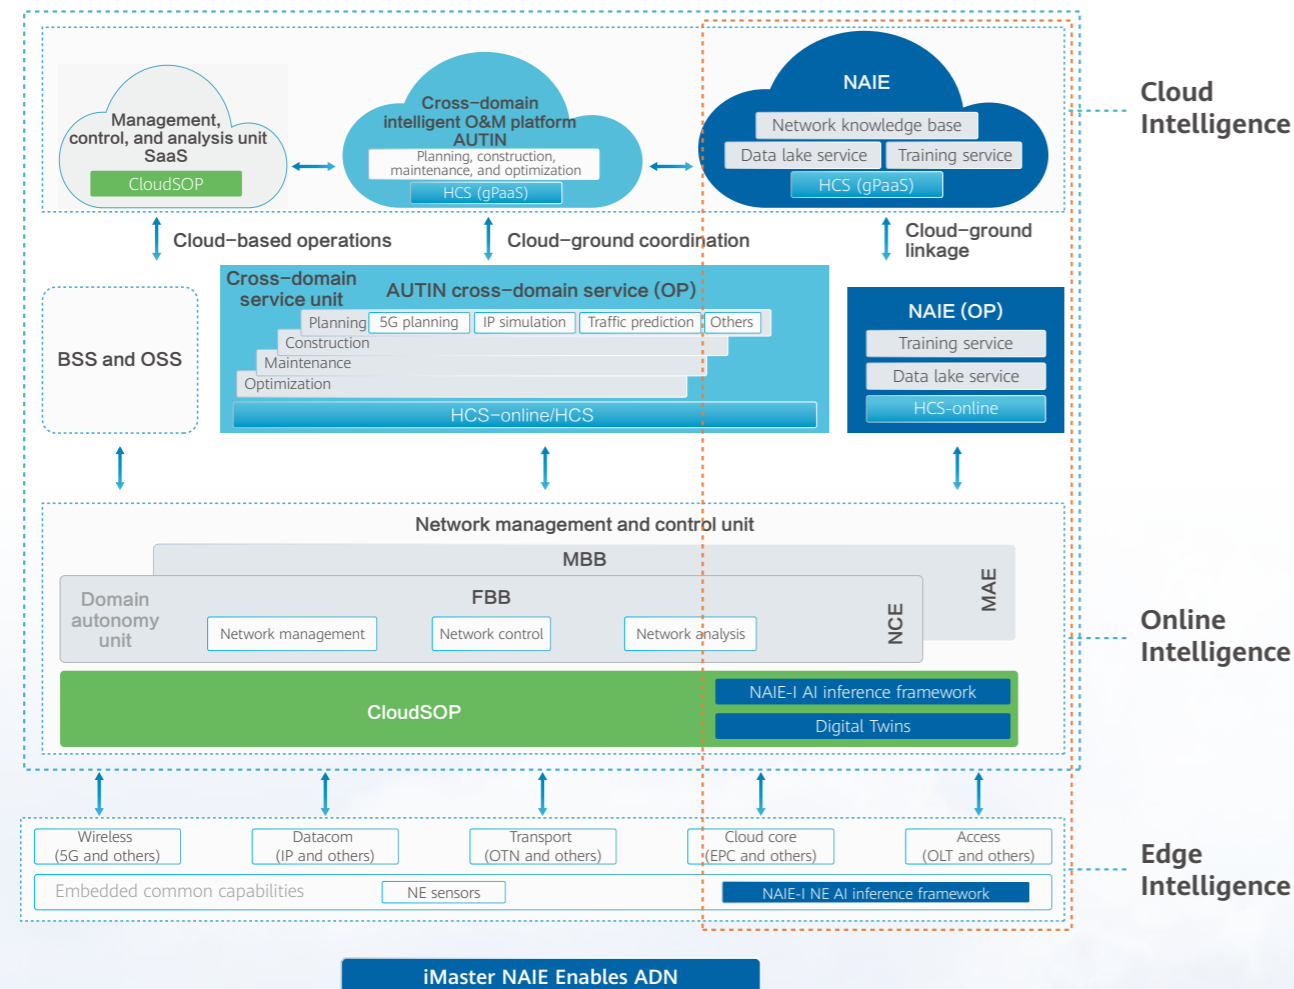 Cloud
Intelligence
Management,
control, and analysis unit
SaaS
CloudSOP
Cross-domain
intelligent O&M platform
AUTIN
Planning, construction,
maintenance, and optimization
HCS (gPaaS)
NAIE
Network knowledge base
Data lake service
Training service
HCS (gPaaS)
Cloud-based operations
Cloud-ground coordination
Cloud-ground
linkage
BSS and OSS
Cross-domain
service unit
AUTIN cross-domain service (OP)
Planning
5G planning
IP simulation
Traffic prediction
Others
Construction
Maintenance
Optimization
HCS-online/HCS
NAIE (OP)
Training service
Data lake service
HCS-online
Network management and control unit
MBB
MAE
FBB
NCE
Domain
autonomy
unit
Network management
Network control
Network analysis
CloudSOP
NAIE-I AI inference framework
Digital Twins
Online
Intelligence
Wireless
(5G and others)
Datacom
(IP and others)
Transport
(OTN and others)
Cloud core
(EPC and others)
Access
(OLT and others)
Embedded common capabilities
NE sensors
NAIE-I NE AI inference framework
Edge
Intelligence
iMaster NAIE Enables ADN